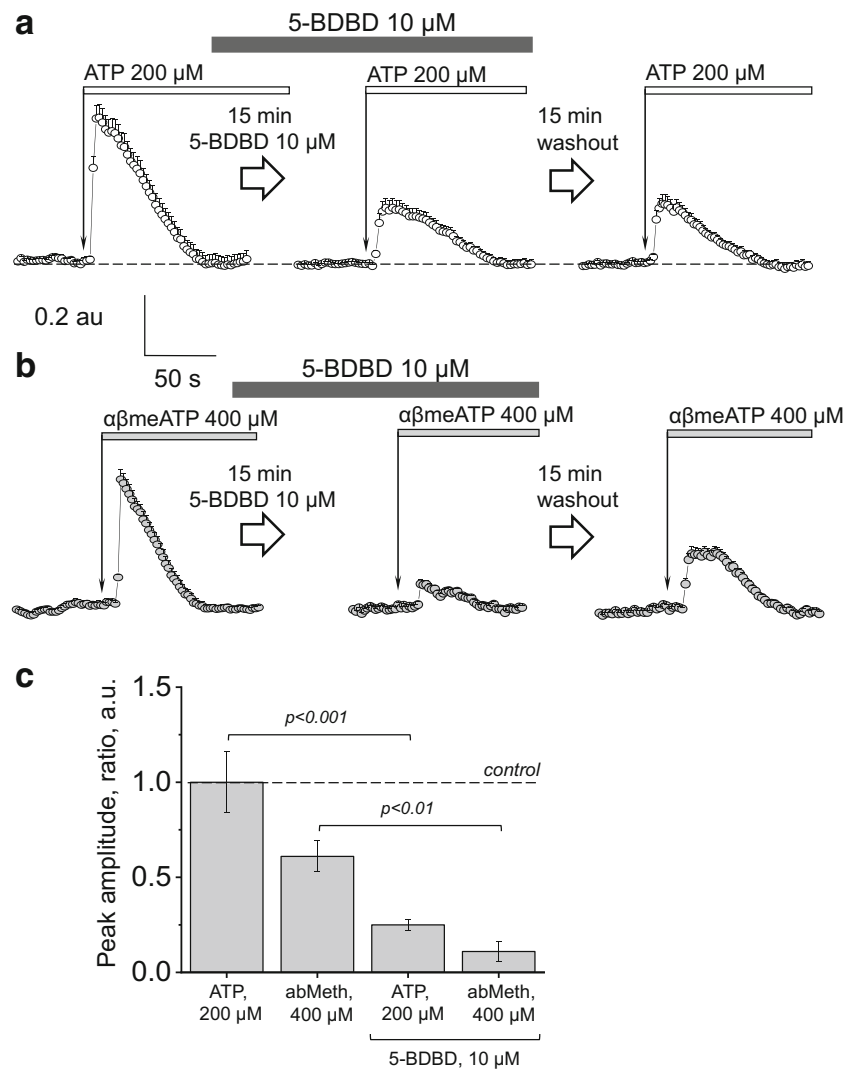 a
5-BDBD 10 µM
ATP 200 µM
ATP 200 µM
ATP 200 µM
15 min
5-BDBD 10 µM
15 min
washout
0.2 au
50 s
b
5-BDBD 10 µM
αβmeATP 400 µM
αβmeATP 400 µM
αβmeATP 400 µM
15 min
5-BDBD 10 µM
15 min
washout
c
Peak amplitude, ratio, a.u.
1.5
1.0
0.5
0.0
p<0.001
control
p<0.01
ATP,
200 µM
abMeth,
400 µM
ATP,
200 µM
abMeth,
400 µM
5-BDBD, 10 µM